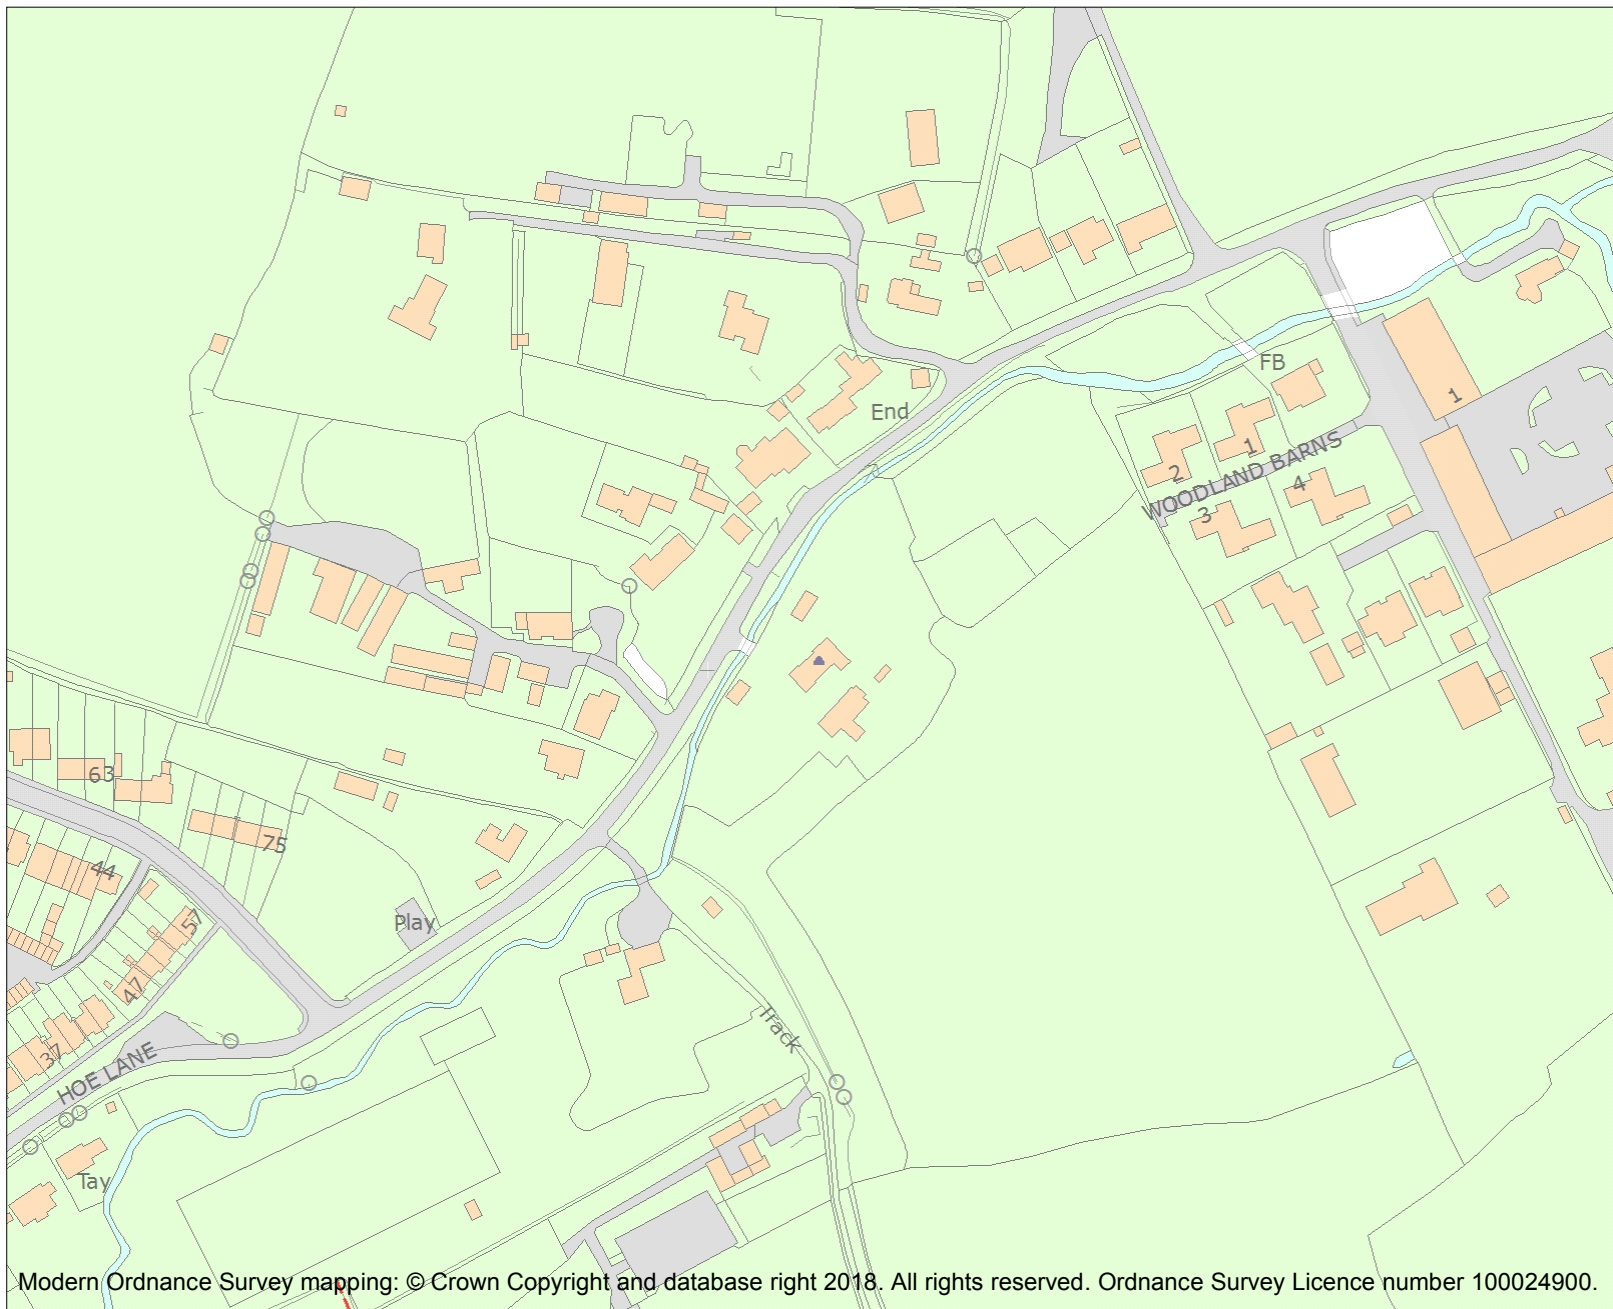 FB
End
1
1
2
WOODLAND BARNS
4
3
63
75
44
57
Play
47
37
HOE LANE
Track
Tay
Modern Ordnance Survey mapping: © Crown Copyright and database right 2018. All rights reserved. Ordnance Survey Licence number 100024900.